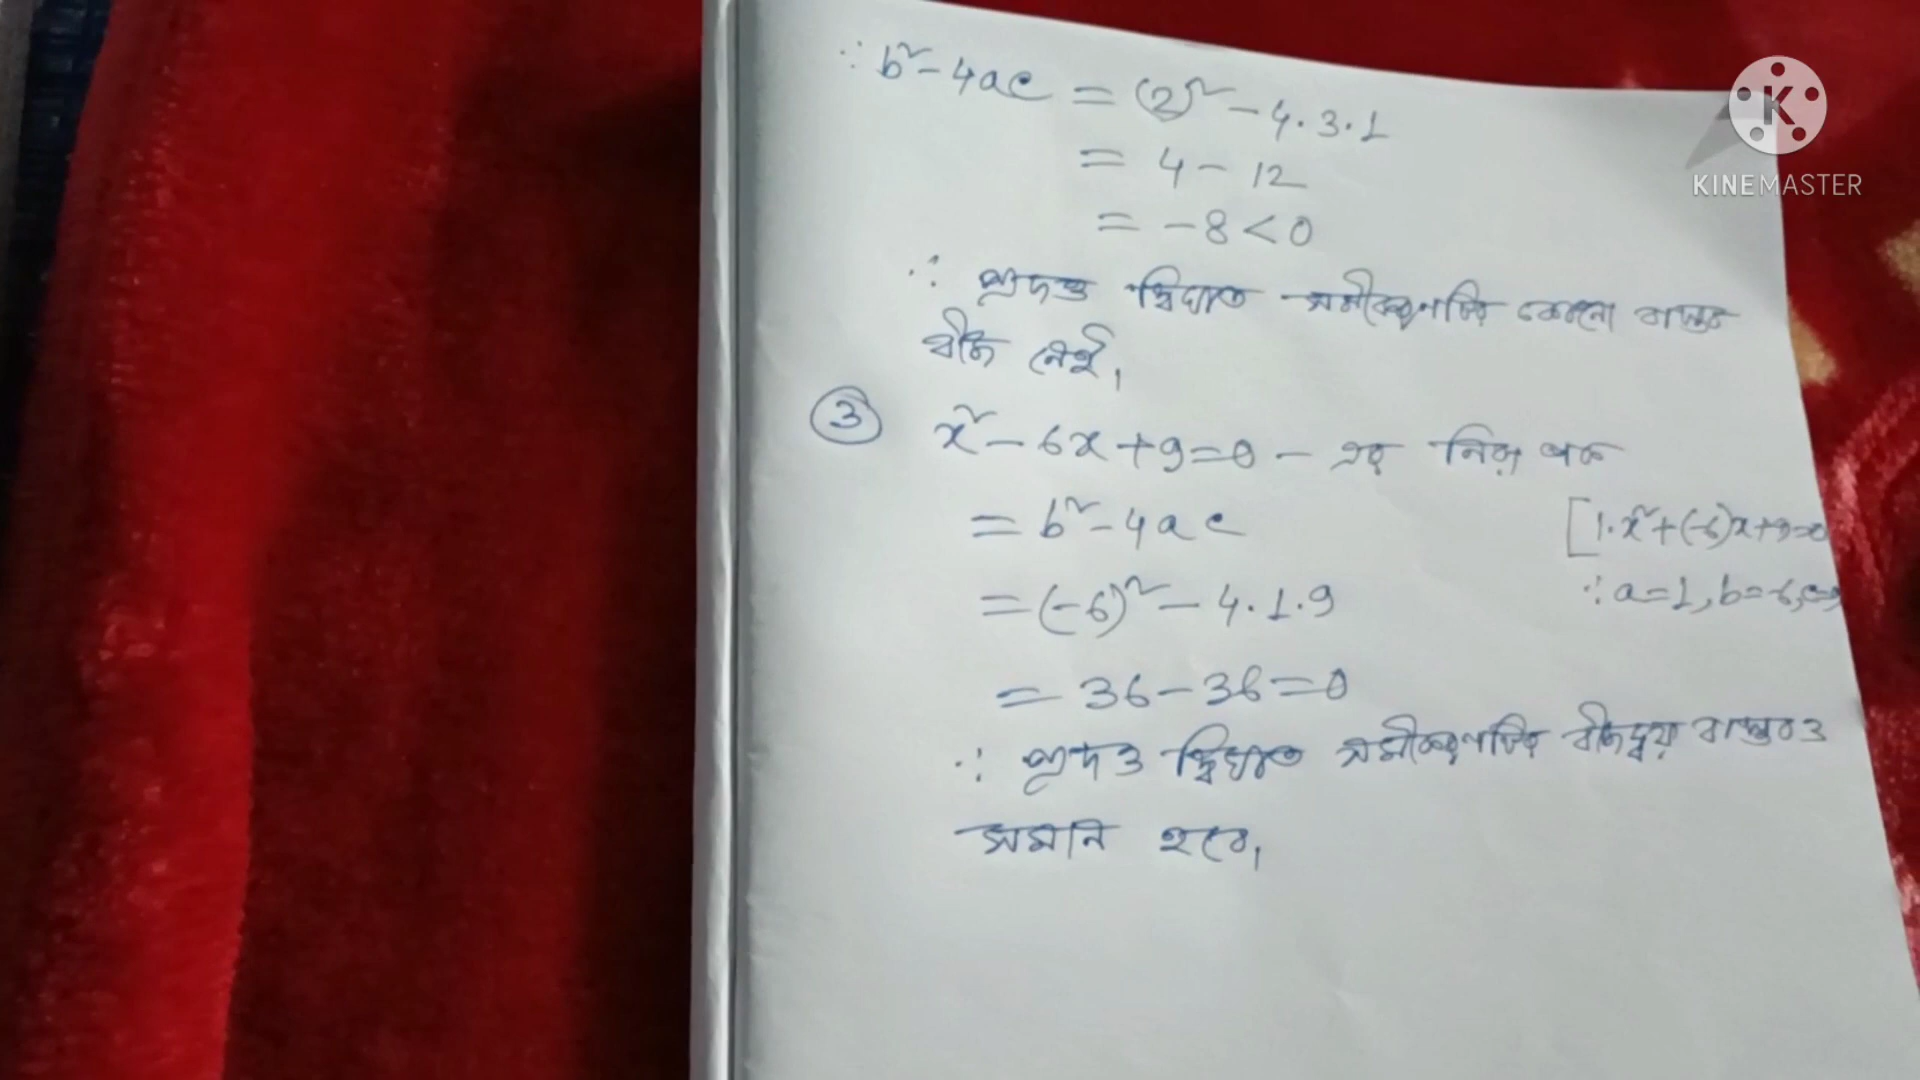 ∵ b² - 4ac = (2)² - 4.3.1
= 4 - 12
= -8 < 0
∴ প্রদত্ত দ্বিঘাত সমীকরণটির কোনো বাস্তব
বীজ নেই।
③ x² - 6x + 9 = 0 - এর নিরূপক
= b² - 4ac
[1.x² + (-6)x + 9 = 0
= (-6)² - 4.1.9
∴ a = 1, b = -6, c = 9
= 36 - 36 = 0
∴ প্রদত্ত দ্বিঘাত সমীকরণটির বীজদ্বয় বাস্তব ও
সমান হবে।
K
KINEMASTER